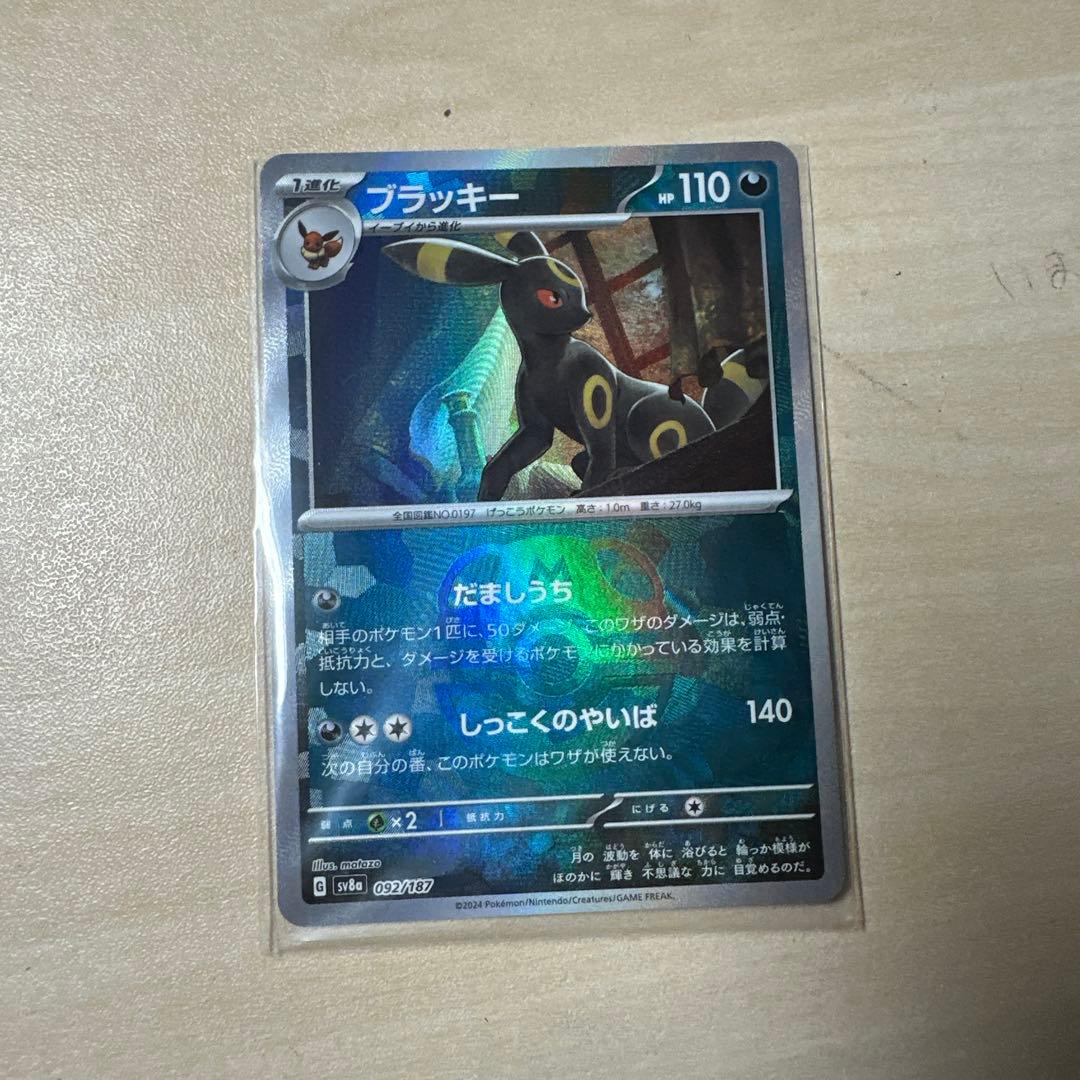 1進化
ブラッキー
HP 110
イーブイから進化
いま
全国図鑑NO.0197 げっこうポケモン 高さ:1.0m 重さ:27.0kg
だましうち
相手のポケモン1匹に、50ダメージ。このワザのダメージは、弱点・
抵抗力と、ダメージを受けるポケモンにかかっている効果を計算
しない。
しっこくのやいば 140
次の自分の番、このポケモンはワザが使えない。
弱点 ×2 抵抗力 にげる
月の 波動を 体に 浴びると 輪っか模様が
ほのかに 輝き 不思議な 力に 目覚めるのだ。
Illus. matazo
G sv8a 092/187
©2024 Pokémon/Nintendo/Creatures/GAME FREAK.